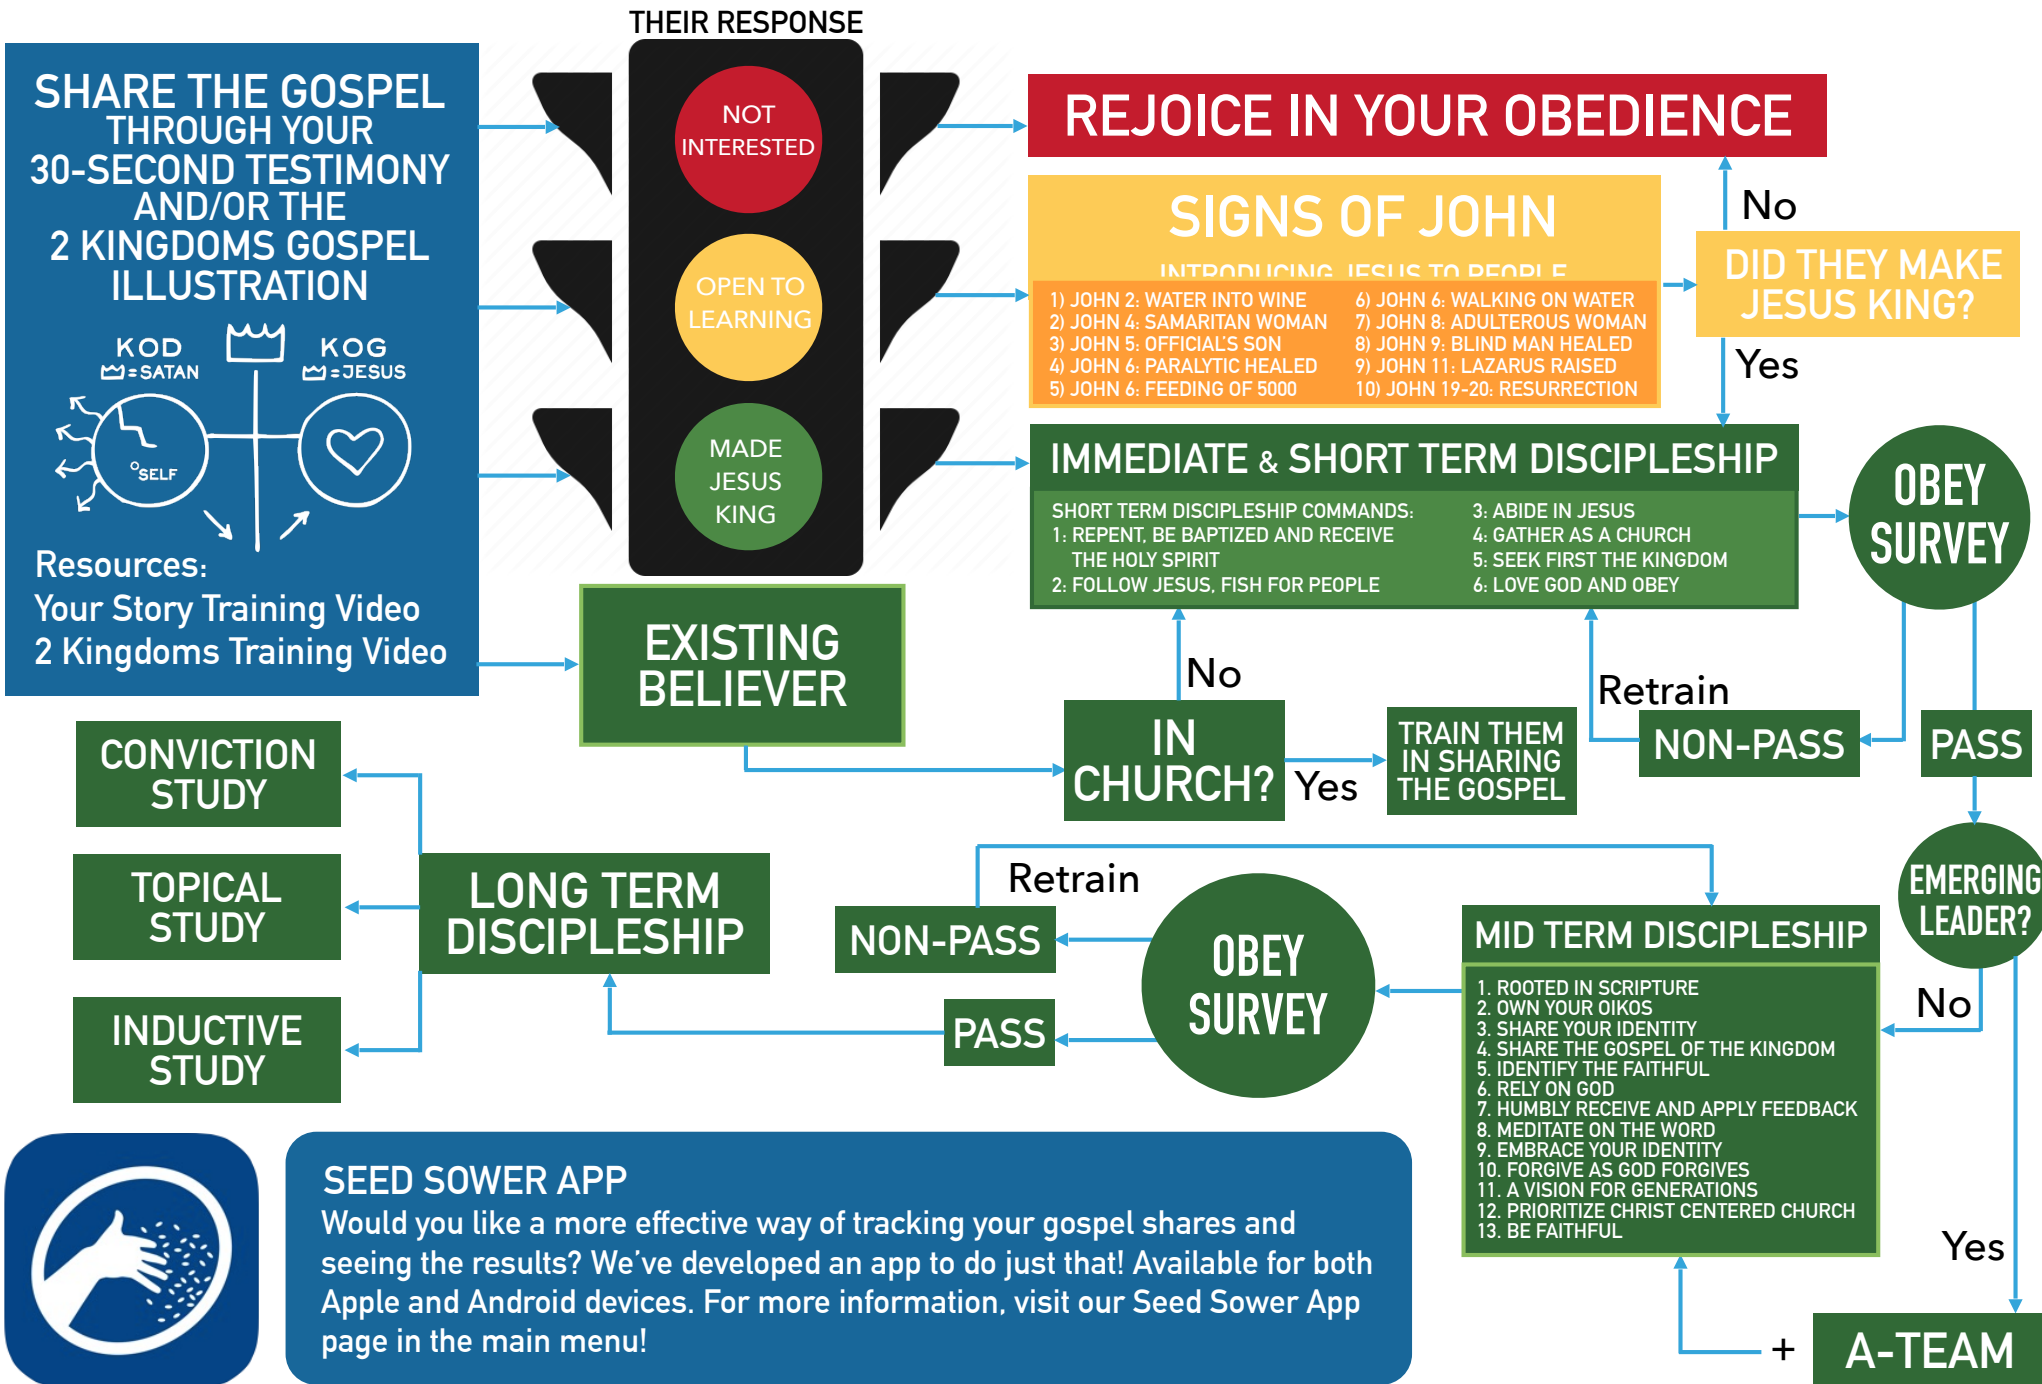 THEIR RESPONSE
SHARE THE GOSPEL
THROUGH YOUR
30-SECOND TESTIMONY
AND/OR THE
2 KINGDOMS GOSPEL
ILLUSTRATION
KOD
=SATAN
KOG
=JESUS
SELF
Resources:
Your Story Training Video
2 Kingdoms Training Video
NOT
INTERESTED
OPEN TO
LEARNING
MADE
JESUS
KING
REJOICE IN YOUR OBEDIENCE
SIGNS OF JOHN
INTRODUCING JESUS TO PEOPLE
1) JOHN 2: WATER INTO WINE
2) JOHN 4: SAMARITAN WOMAN
3) JOHN 5: OFFICIAL'S SON
4) JOHN 6: PARALYTIC HEALED
5) JOHN 6: FEEDING OF 5000
6) JOHN 6: WALKING ON WATER
7) JOHN 8: ADULTEROUS WOMAN
8) JOHN 9: BLIND MAN HEALED
9) JOHN 11: LAZARUS RAISED
10) JOHN 19-20: RESURRECTION
No
DID THEY MAKE
JESUS KING?
Yes
IMMEDIATE & SHORT TERM DISCIPLESHIP
SHORT TERM DISCIPLESHIP COMMANDS:
1: REPENT, BE BAPTIZED AND RECEIVE
THE HOLY SPIRIT
2: FOLLOW JESUS, FISH FOR PEOPLE
3: ABIDE IN JESUS
4: GATHER AS A CHURCH
5: SEEK FIRST THE KINGDOM
6: LOVE GOD AND OBEY
OBEY
SURVEY
EXISTING
BELIEVER
No
IN
CHURCH?
Yes
TRAIN THEM
IN SHARING
THE GOSPEL
Retrain
NON-PASS
PASS
EMERGING
LEADER?
No
Yes
CONVICTION
STUDY
TOPICAL
STUDY
INDUCTIVE
STUDY
LONG TERM
DISCIPLESHIP
Retrain
NON-PASS
PASS
OBEY
SURVEY
MID TERM DISCIPLESHIP
1. ROOTED IN SCRIPTURE
2. OWN YOUR OIKOS
3. SHARE YOUR IDENTITY
4. SHARE THE GOSPEL OF THE KINGDOM
5. IDENTIFY THE FAITHFUL
6. RELY ON GOD
7. HUMBLY RECEIVE AND APPLY FEEDBACK
8. MEDITATE ON THE WORD
9. EMBRACE YOUR IDENTITY
10. FORGIVE AS GOD FORGIVES
11. A VISION FOR GENERATIONS
12. PRIORITIZE CHRIST CENTERED CHURCH
13. BE FAITHFUL
+
A-TEAM
SEED SOWER APP
Would you like a more effective way of tracking your gospel shares and
seeing the results? We've developed an app to do just that! Available for both
Apple and Android devices. For more information, visit our Seed Sower App
page in the main menu!